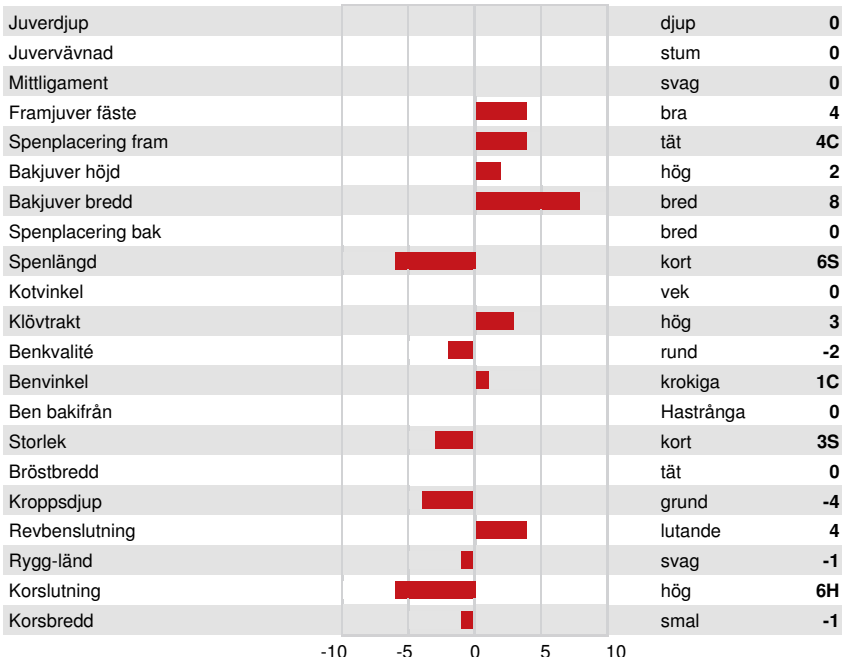 Juverdjup djup 0
Juvervävnad stum 0
Mittligament svag 0
Framjuver fäste bra 4
Spenplacering fram tät 4C
Bakjuver höjd hög 2
Bakjuver bredd bred 8
Spenplacering bak bred 0
Spenlängd kort 6S
Kotvinkel vek 0
Klövtrakt hög 3
Benkvalité rund -2
Benvinkel krokiga 1C
Ben bakifrån Hastrånga 0
Storlek kort 3S
Bröstbredd tät 0
Kroppsdjup grund -4
Revbenslutning lutande 4
Rygg-länd svag -1
Korslutning hög 6H
Korsbredd smal -1
-10 -5 0 5 10